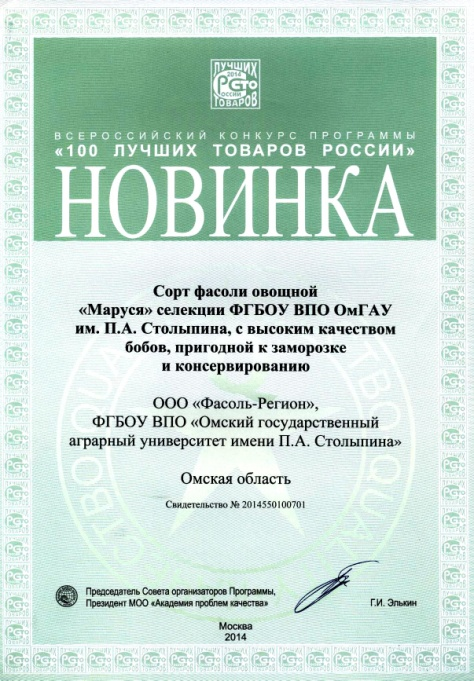 ЛУЧШИХ
2014
РОССИИ
ТОВАРОВ
ВСЕРОССИЙСКИЙ КОНКУРС ПРОГРАММЫ
«100 ЛУЧШИХ ТОВАРОВ РОССИИ»
НОВИНКА
Сорт фасоли овощной
«Маруся» селекции ФГБОУ ВПО ОмГАУ
им. П.А. Столыпина, с высоким качеством
бобов, пригодной к заморозке
и консервированию
ООО «Фасоль-Регион»,
ФГБОУ ВПО «Омский государственный
аграрный университет имени П.А. Столыпина»
Омская область
Свидетельство № 2014550100701
Председатель Совета организаторов Программы,
Президент МОО «Академия проблем качества»
Г.И. Элькин
Москва
2014